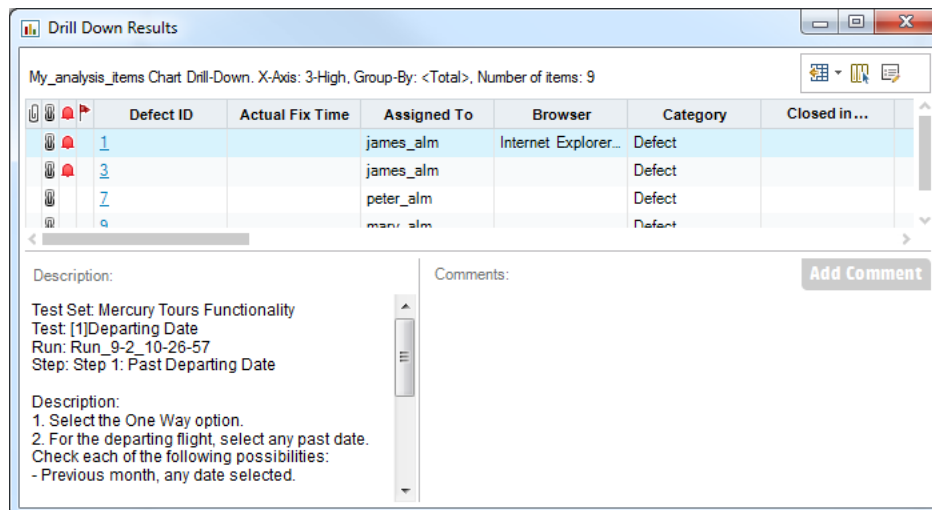 Drill Down Results
My_analysis_items Chart Drill-Down. X-Axis: 3-High, Group-By: <Total>, Number of items: 9
Defect ID Actual Fix Time Assigned To Browser Category Closed in...
1 james_alm Internet Explorer... Defect
3 james_alm Defect
7 peter_alm Defect
9 mary_alm Defect
Description:
Comments:
Add Comment
Test Set: Mercury Tours Functionality
Test: [1]Departing Date
Run: Run_9-2_10-26-57
Step: Step 1: Past Departing Date
Description:
1. Select the One Way option.
2. For the departing flight, select any past date.
Check each of the following possibilities:
- Previous month, any date selected.